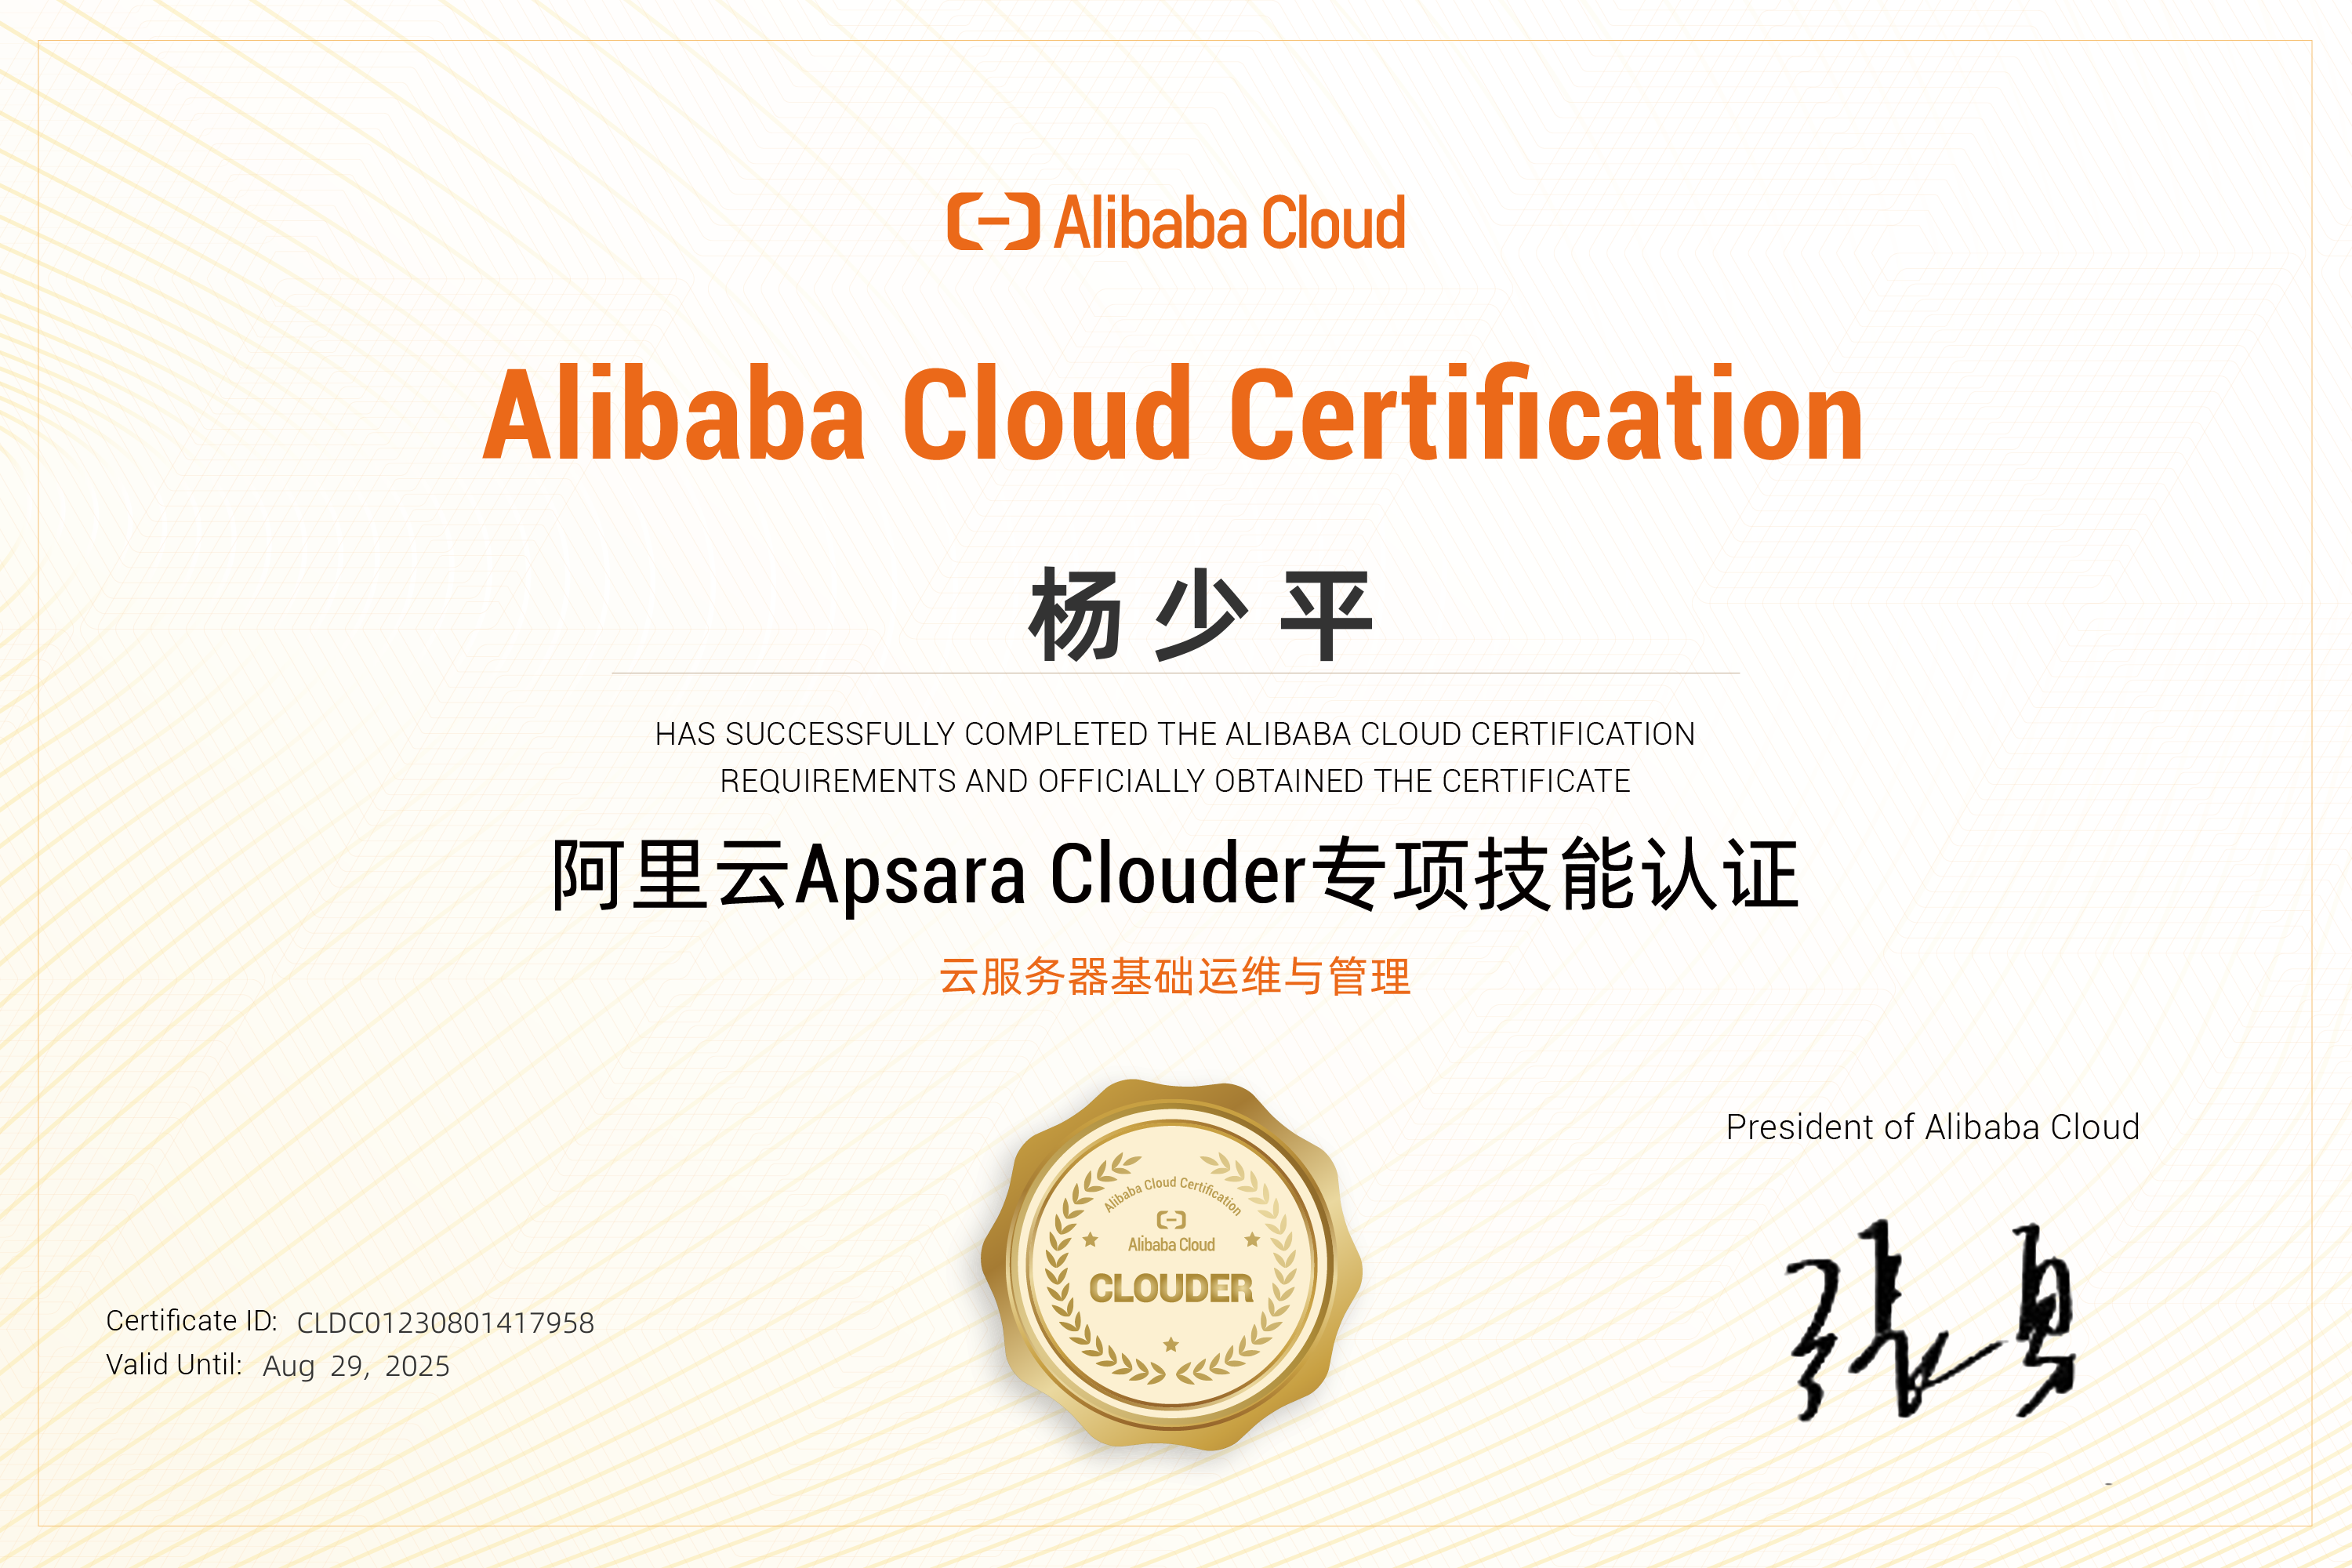 Alibaba Cloud
Alibaba Cloud Certification
杨少平
HAS SUCCESSFULLY COMPLETED THE ALIBABA CLOUD CERTIFICATION
REQUIREMENTS AND OFFICIALLY OBTAINED THE CERTIFICATE
阿里云Apsara Clouder专项技能认证
云服务器基础运维与管理
Alibaba Cloud Certification
Alibaba Cloud
CLOUDER
President of Alibaba Cloud
Certificate ID: CLDC01230801417958
Valid Until: Aug 29, 2025